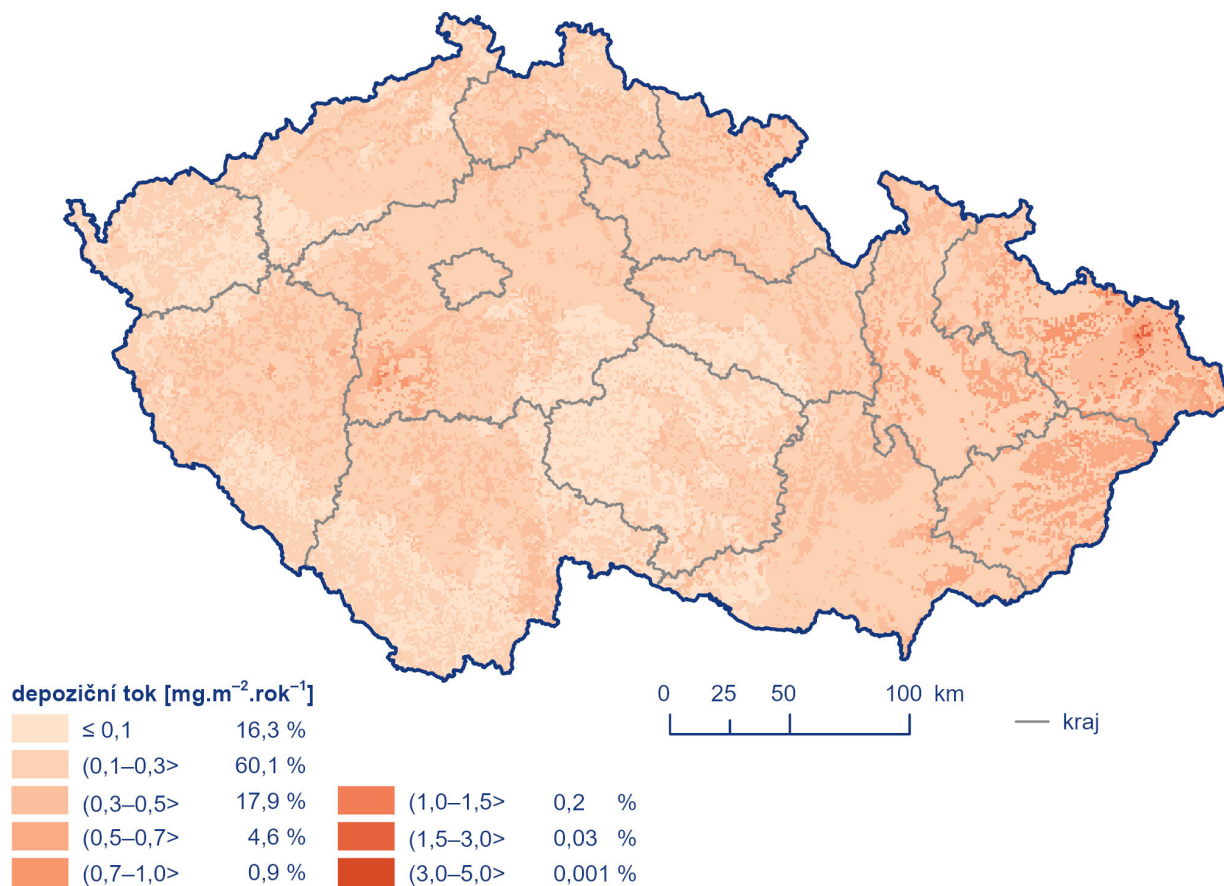 depoziční tok [mg.m⁻².rok⁻¹]
≤ 0,1 16,3 %
(0,1–0,3> 60,1 %
(0,3–0,5> 17,9 %
(0,5–0,7> 4,6 %
(0,7–1,0> 0,9 %
(1,0–1,5> 0,2 %
(1,5–3,0> 0,03 %
(3,0–5,0> 0,001 %
0 25 50 100 km
kraj